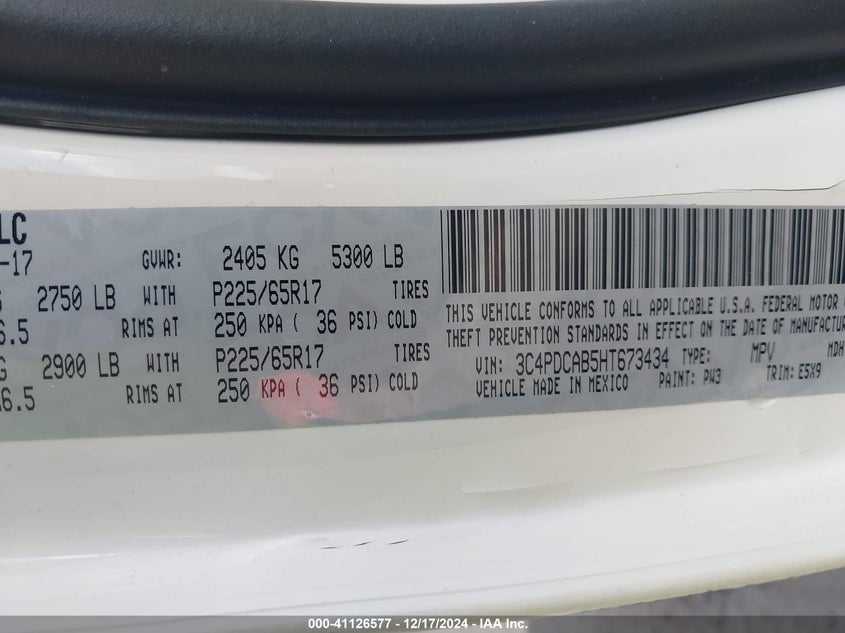 LC
-17 GVWR: 2405 KG 5300 LB
G 2750 LB WITH P225/65R17 TIRES
6.5 RIMS AT 250 KPA ( 36 PSI) COLD
G 2900 LB WITH P225/65R17 TIRES
6.5 RIMS AT 250 KPA ( 36 PSI) COLD
THIS VEHICLE CONFORMS TO ALL APPLICABLE U.S.A. FEDERAL MOTOR
THEFT PREVENTION STANDARDS IN EFFECT ON THE DATE OF MANUFACTUR
VIN: 3C4PDCAB5HT673434 TYPE: MPV MDH
VEHICLE MADE IN MEXICO PAINT: PW3 TRIM: E5X9
000-41126577 - 12/17/2024 - IAA Inc.